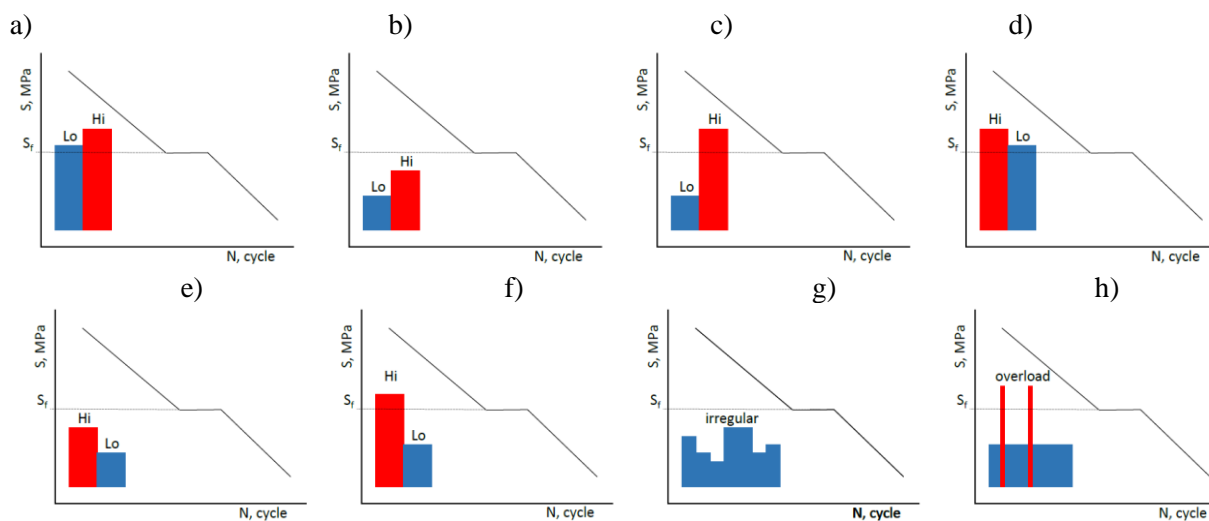 a)
b)
c)
d)
S, MPa
Sf
Lo
Hi
N, cycle
S, MPa
Sf
Lo
Hi
N, cycle
S, MPa
Sf
Lo
Hi
N, cycle
S, MPa
Sf
Hi
Lo
N, cycle
e)
f)
g)
h)
S, MPa
Sf
Hi
Lo
N, cycle
S, MPa
Sf
Hi
Lo
N, cycle
S, MPa
Sf
irregular
N, cycle
S, MPa
Sf
overload
N, cycle